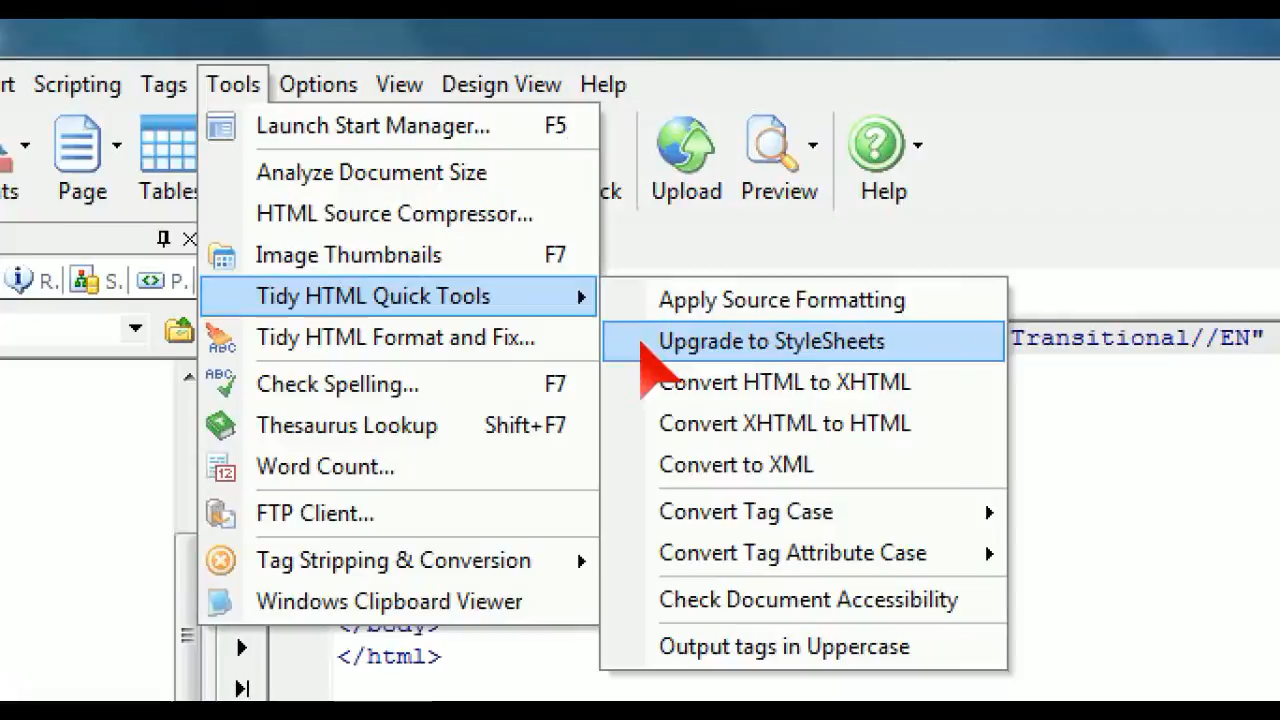 rt Scripting Tags Tools Options View Design View Help
Launch Start Manager... F5
ts Page Tables ck Upload Preview Help
Analyze Document Size
HTML Source Compressor...
Image Thumbnails F7
R. S. P.
Tidy HTML Quick Tools
Apply Source Formatting
Tidy HTML Format and Fix...
Upgrade to StyleSheets
Transitional//EN"
Check Spelling... F7
Convert HTML to XHTML
Thesaurus Lookup Shift+F7
Convert XHTML to HTML
Word Count...
Convert to XML
FTP Client...
Convert Tag Case
Tag Stripping & Conversion
Convert Tag Attribute Case
Windows Clipboard Viewer
Check Document Accessibility
</body>
</html>
Output tags in Uppercase